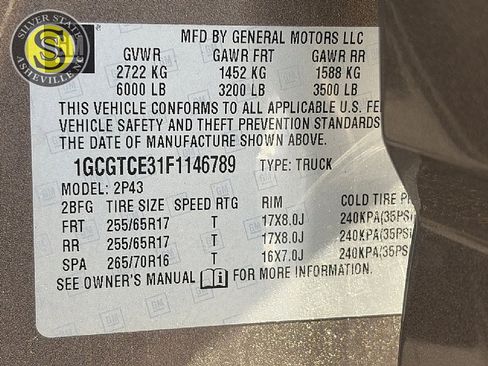 SILVER STATE
S
ASHEVILLE, NC
MFD BY GENERAL MOTORS LLC
GVWR GAWR FRT GAWR RR
2722 KG 1452 KG 1588 KG
6000 LB 3200 LB 3500 LB
THIS VEHICLE CONFORMS TO ALL APPLICABLE U.S. FE
VEHICLE SAFETY AND THEFT PREVENTION STANDARDS
THE DATE OF MANUFACTURE SHOWN ABOVE.
1GCGTCE31F1146789 TYPE: TRUCK
MODEL: 2P43
2BFG TIRE SIZE SPEED RTG RIM COLD TIRE P
FRT 255/65R17 T 17X8.0J 240KPA(35PSI)
RR 255/65R17 T 17X8.0J 240KPA(35PSI
SPA 265/70R16 T 16X7.0J 240KPA(35PSI
SEE OWNER'S MANUAL i FOR MORE INFORMATION.